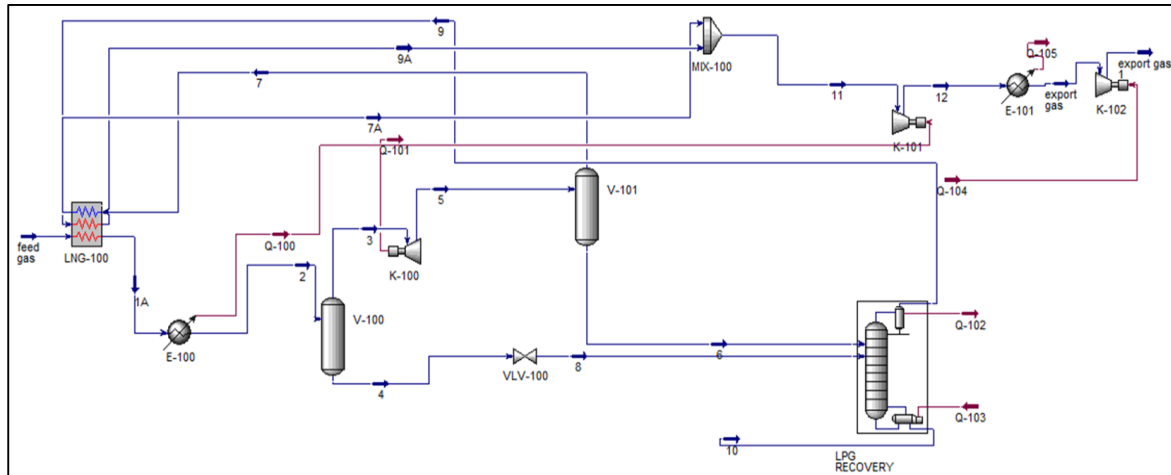 9
9A
7
MIX-100
7A
11
12
Q-105
E-101
export
gas
export gas
1
K-102
K-101
Q-101
Q-104
V-101
5
feed
gas
LNG-100
Q-100
3
K-100
2
1A
V-100
E-100
4
VLV-100
8
6
Q-102
Q-103
10
LPG
RECOVERY